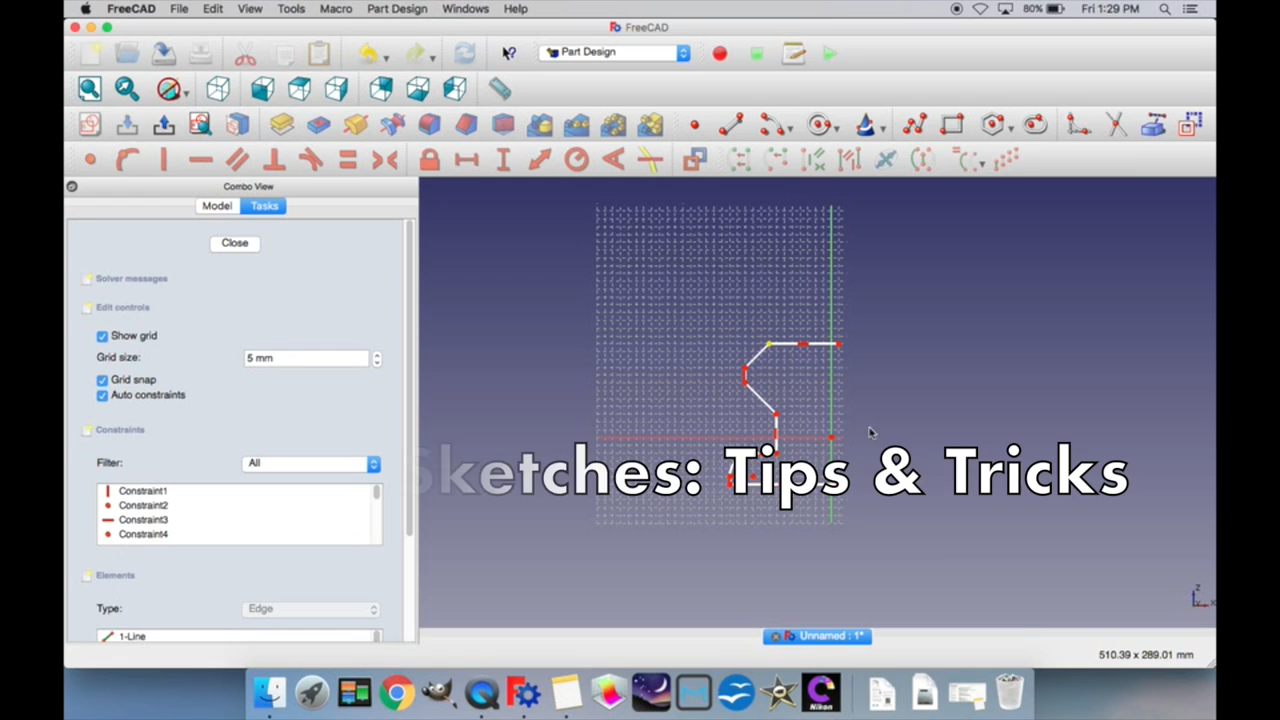 FreeCAD File Edit View Tools Macro Part Design Windows Help 80% Fri 1:29 PM
FreeCAD
Part Design
Combo View
Model Tasks
Close
Solver messages
Edit controls
Show grid
Grid size: 5 mm
Grid snap
Auto constraints
Constraints
Filter: All
Sketches: Tips & Tricks
Constraint1
Constraint2
Constraint3
Constraint4
Elements
Type: Edge
1-Line
Z
X
Unnamed : 1*
510.39 x 289.01 mm
Nikon